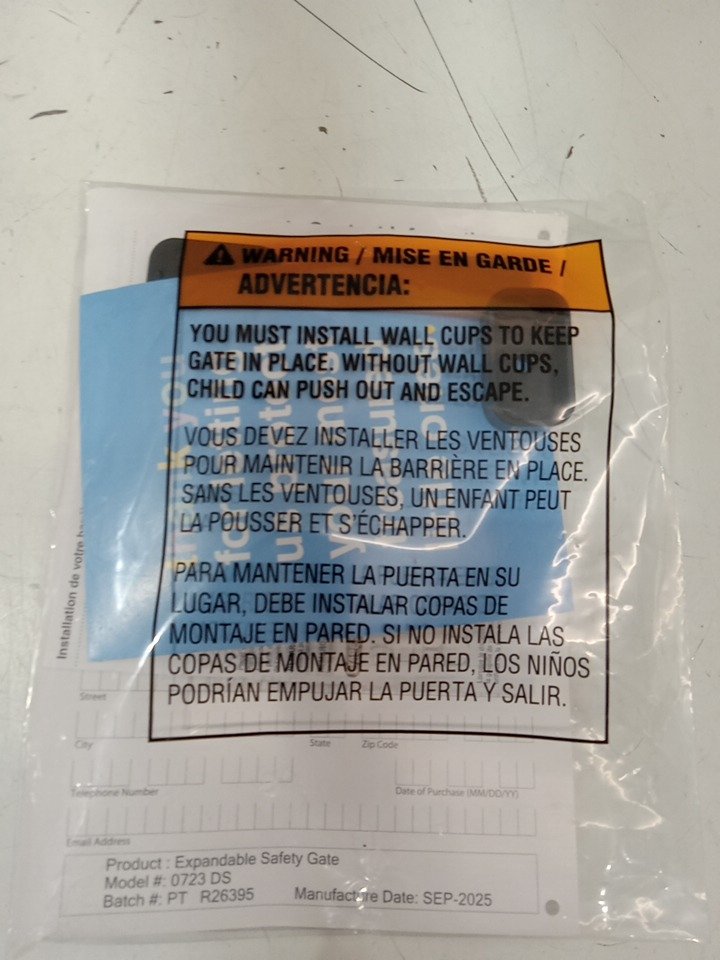 WARNING / MISE EN GARDE /
ADVERTENCIA:
YOU MUST INSTALL WALL CUPS TO KEEP
GATE IN PLACE. WITHOUT WALL CUPS,
CHILD CAN PUSH OUT AND ESCAPE.
VOUS DEVEZ INSTALLER LES VENTOUSES
POUR MAINTENIR LA BARRIÈRE EN PLACE.
SANS LES VENTOUSES, UN ENFANT PEUT
LA POUSSER ET S'ÉCHAPPER.
PARA MANTENER LA PUERTA EN SU
LUGAR, DEBE INSTALAR COPAS DE
MONTAJE EN PARED. SI NO INSTALA LAS
COPAS DE MONTAJE EN PARED, LOS NIÑOS
PODRÍAN EMPUJAR LA PUERTA Y SALIR.
Installation de votre
Street
City State Zip Code
Telephone Number Date of Purchase (MM/DD/YY)
Email Address
Product : Expandable Safety Gate
Model #: 0723 DS
Batch #: PT R26395 Manufacture Date: SEP-2025